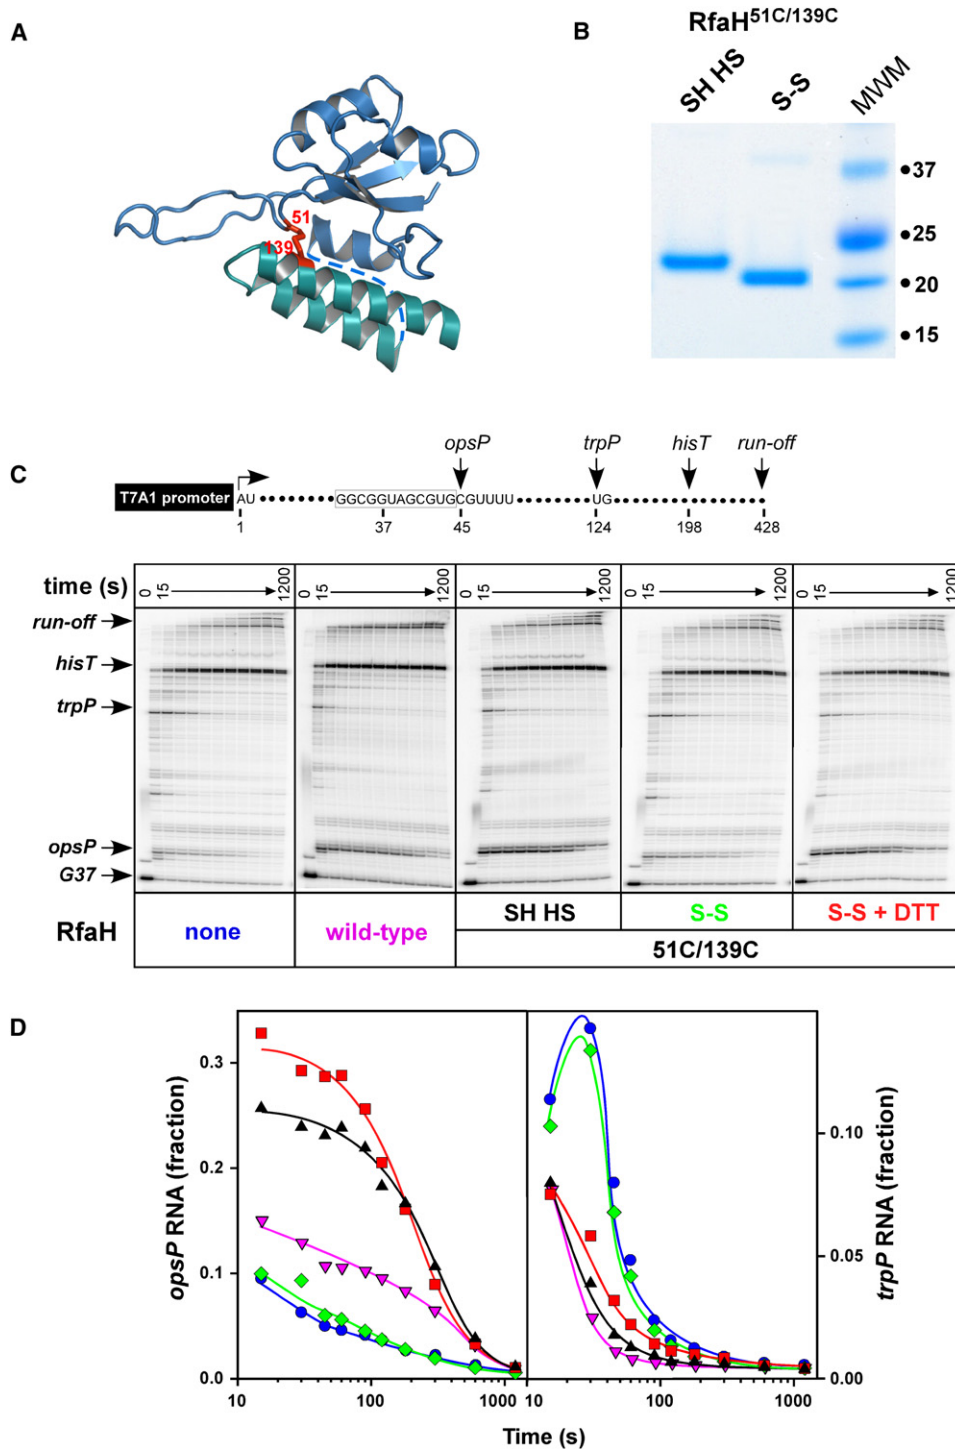 A
51
139
B
RfaH51C/139C
SH HS
S-S
MWM
37
25
20
15
C
opsP
trpP
hisT
run-off
T7A1 promoter
AU
GGCGGUAGCGUGCGUUUU
UG
1
37
45
124
198
428
time (s)
0 15 1200
0 15 1200
0 15 1200
0 15 1200
0 15 1200
run-off
hisT
trpP
opsP
G37
RfaH
none
wild-type
SH HS
S-S
S-S + DTT
51C/139C
D
opsP RNA (fraction)
0.3
0.2
0.1
0.0
10 100 1000
10 100 1000
0.10
0.05
0.00
trpP RNA (fraction)
Time (s)